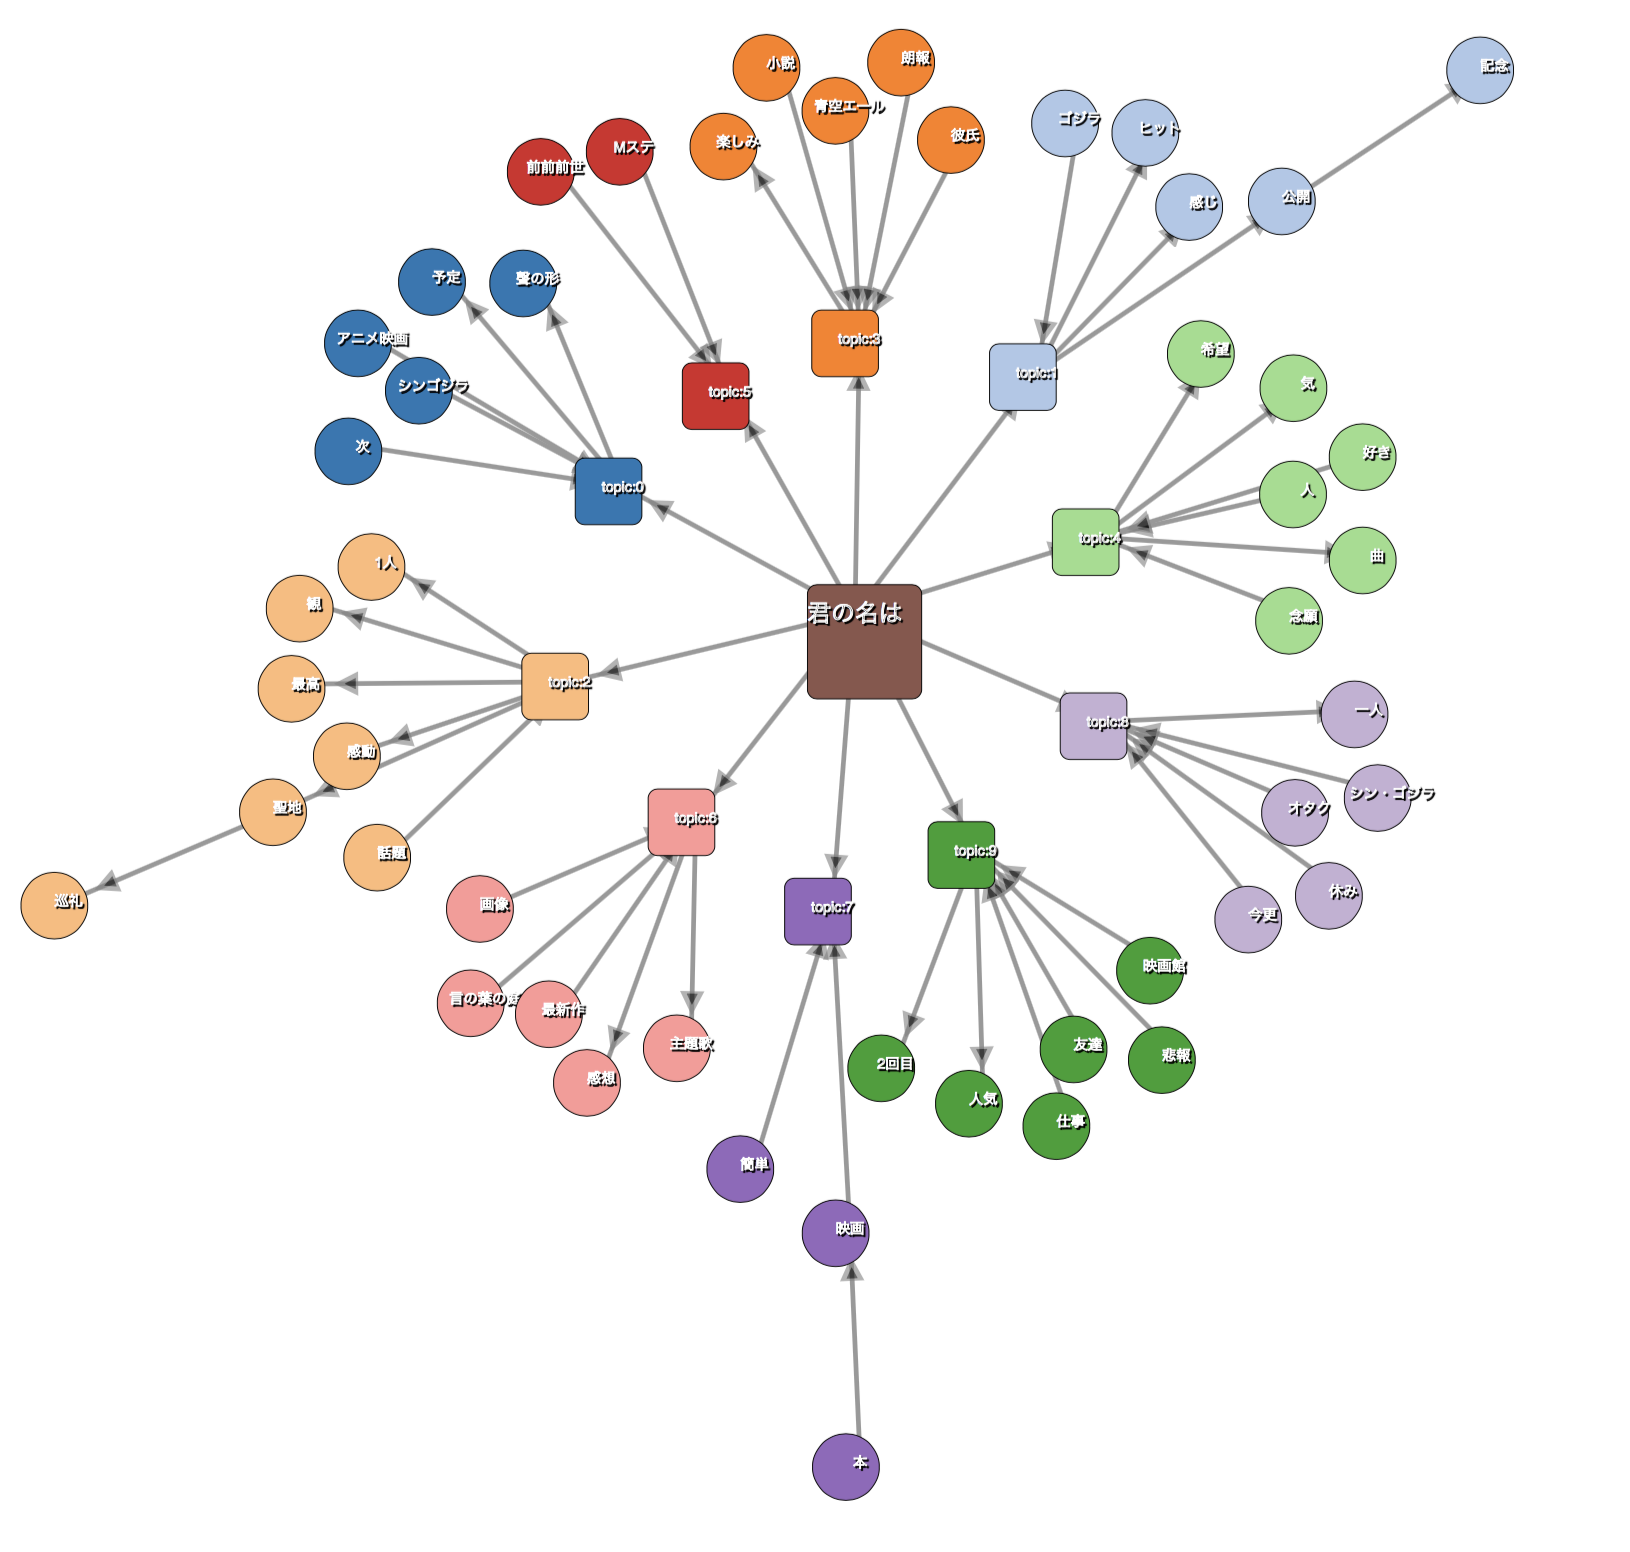 小説
朗報
青空エール
楽しみ
彼氏
記念
ゴジラ
ヒット
感じ
公開
前前前世
Mステ
予定
聲の形
アニメ映画
シンゴジラ
次
topic:5
topic:3
topic:1
topic:0
希望
気
好き
人
曲
念願
topic:4
君の名は
1人
観
最高
感動
聖地
話題
巡礼
topic:2
topic:8
一人
シン・ゴジラ
オタク
休み
今更
topic:6
画像
言の葉の庭
最新作
感想
主題歌
topic:7
topic:9
映画館
友達
悲報
2回目
人気
仕事
簡単
映画
本